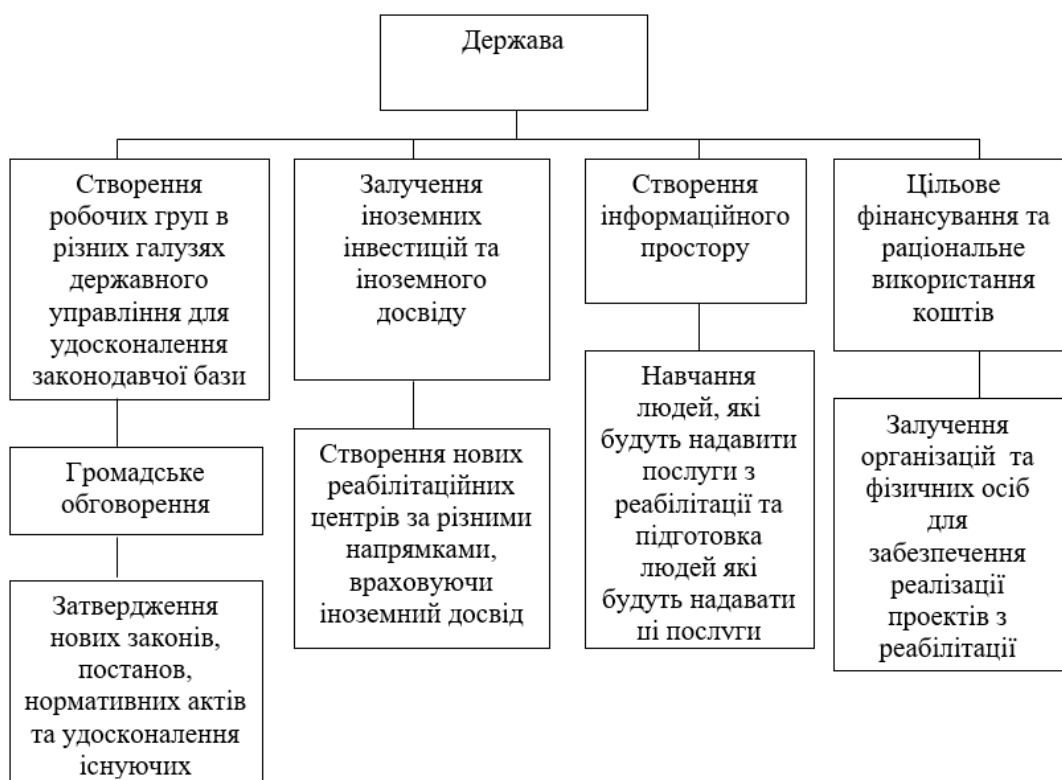 Держава
Створення
робочих груп в
різних галузях
державного
управління для
удосконалення
законодавчої бази
Громадське
обговорення
Затвердження
нових законів,
постанов,
нормативних актів
та удосконалення
існуючих
Залучення
іноземних
інвестицій та
іноземного
досвіду
Створення нових
реабілітаційних
центрів за різними
напрямками,
враховуючи
іноземний досвід
Створення
інформаційного
простору
Навчання
людей, які
будуть надавити
послуги з
реабілітації та
підготовка
людей які
будуть надавати
ці послуги
Цільове
фінансування та
раціональне
використання
коштів
Залучення
організацій та
фізичних осіб
для
забезпечення
реалізації
проектів з
реабілітації